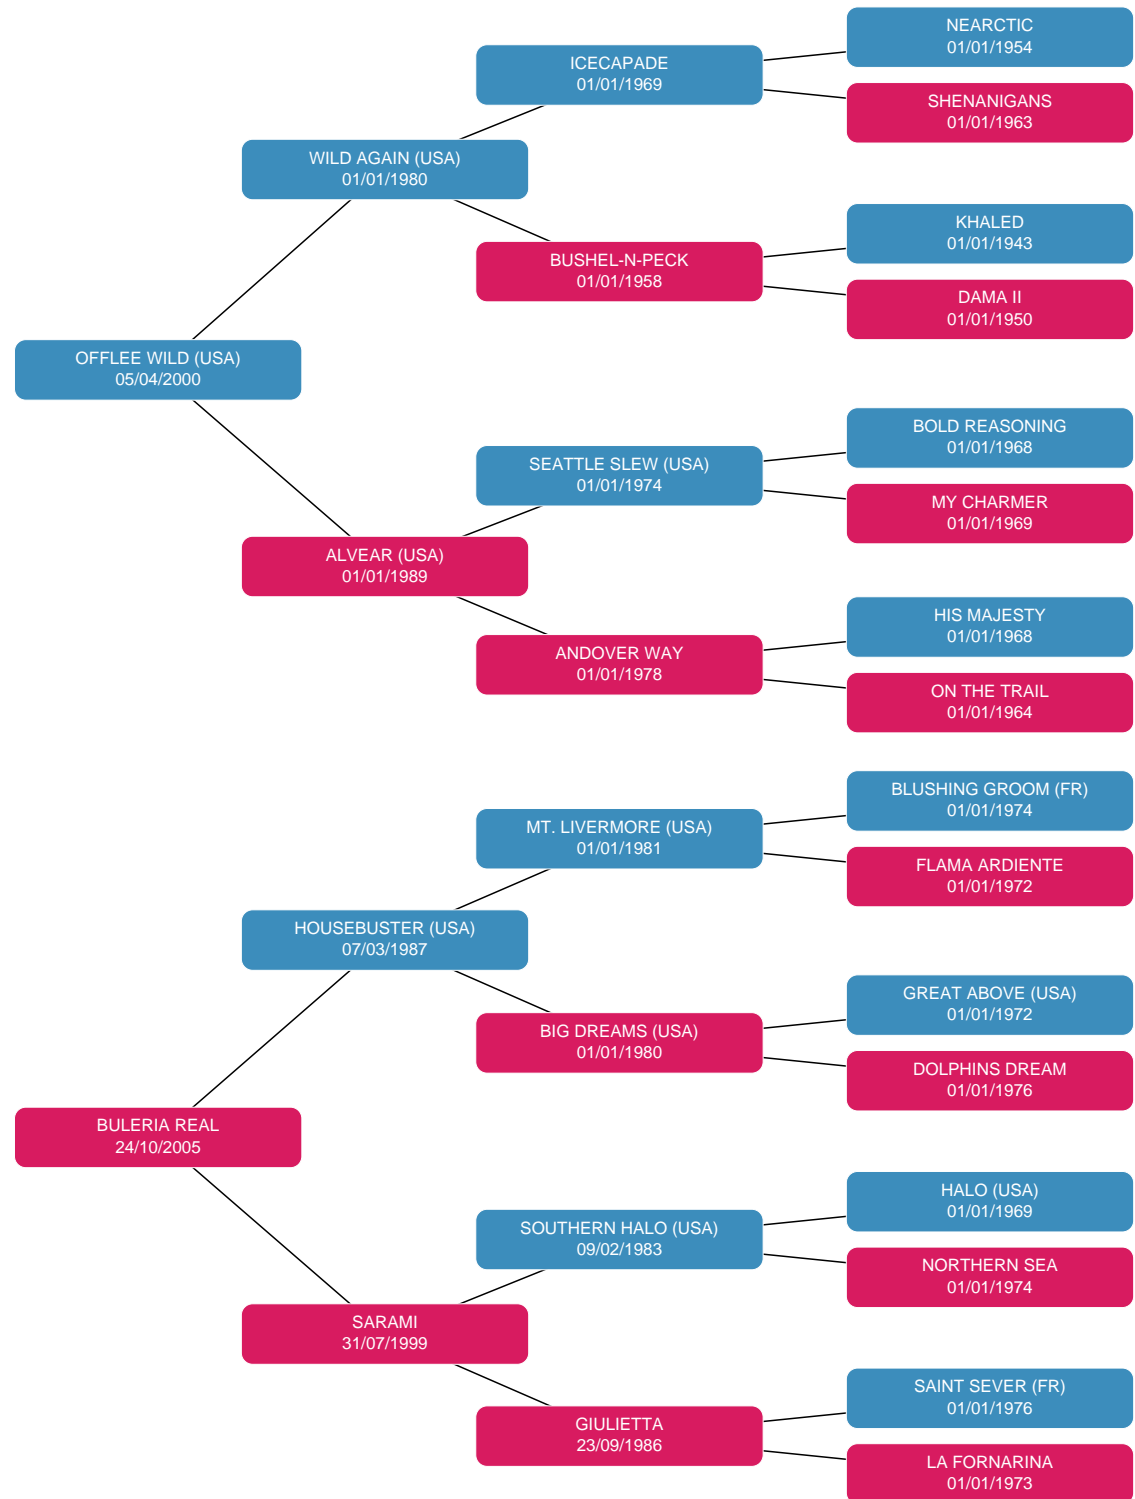 NEARCTIC
01/01/1954
ICECAPADE
01/01/1969
SHENANIGANS
01/01/1963
WILD AGAIN (USA)
01/01/1980
KHALED
01/01/1943
BUSHEL-N-PECK
01/01/1958
DAMA II
01/01/1950
OFFLEE WILD (USA)
05/04/2000
BOLD REASONING
01/01/1968
SEATTLE SLEW (USA)
01/01/1974
MY CHARMER
01/01/1969
ALVEAR (USA)
01/01/1989
HIS MAJESTY
01/01/1968
ANDOVER WAY
01/01/1978
ON THE TRAIL
01/01/1964
BLUSHING GROOM (FR)
01/01/1974
MT. LIVERMORE (USA)
01/01/1981
FLAMA ARDIENTE
01/01/1972
HOUSEBUSTER (USA)
07/03/1987
GREAT ABOVE (USA)
01/01/1972
BIG DREAMS (USA)
01/01/1980
DOLPHINS DREAM
01/01/1976
BULERIA REAL
24/10/2005
HALO (USA)
01/01/1969
SOUTHERN HALO (USA)
09/02/1983
NORTHERN SEA
01/01/1974
SARAMI
31/07/1999
SAINT SEVER (FR)
01/01/1976
GIULIETTA
23/09/1986
LA FORNARINA
01/01/1973